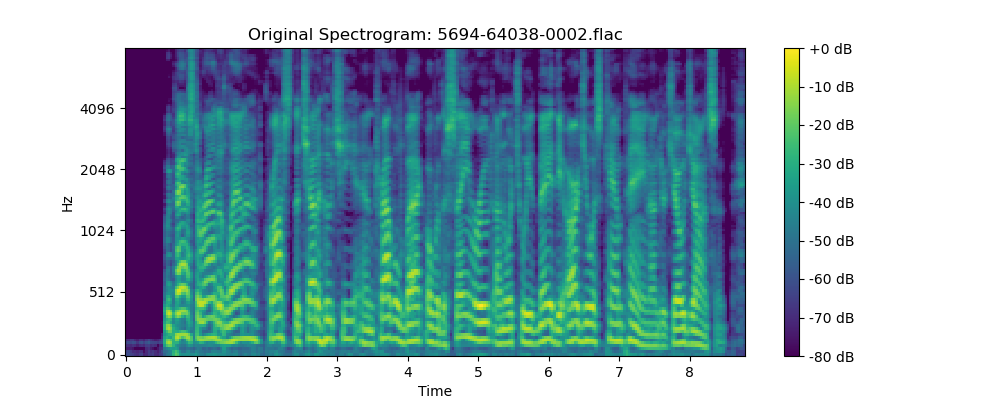 Original Spectrogram: 5694-64038-0002.flac
Hz
4096
2048
1024
512
0
0 1 2 3 4 5 6 7 8
Time
+0 dB
-10 dB
-20 dB
-30 dB
-40 dB
-50 dB
-60 dB
-70 dB
-80 dB